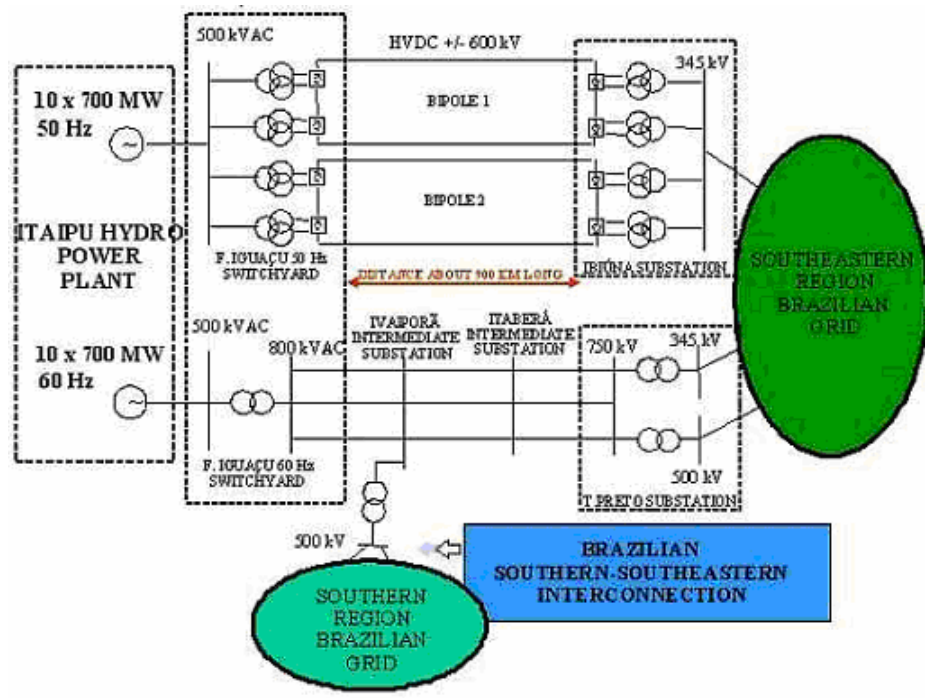 500 kVAC
HVDC +/- 600 kV
345 kV
10 x 700 MW
50 Hz
BIPOLE 1
BIPOLE 2
ITAIPU HYDRO
POWER
PLANT
F. IGUAÇU 50 Hz
SWITCHYARD
DISTANCE ABOUT 900 KM LONG
IBIÚNA SUBSTATION
SOUTHEASTERN
REGION
BRAZILIAN
GRID
500 kVAC
800 kVAC
IVAIPORÃ
INTERMEDIATE
SUBSTATION
ITABERÁ
INTERMEDIATE
SUBSTATION
750 kV
345 kV
10 x 700 MW
60 Hz
F. IGUAÇU 60 Hz
SWITCHYARD
500 kV
T PRETO SUBSTATION
500 kV
BRAZILIAN
SOUTHERN-SOUTHEASTERN
INTERCONNECTION
SOUTHERN
REGION
BRAZILIAN
GRID